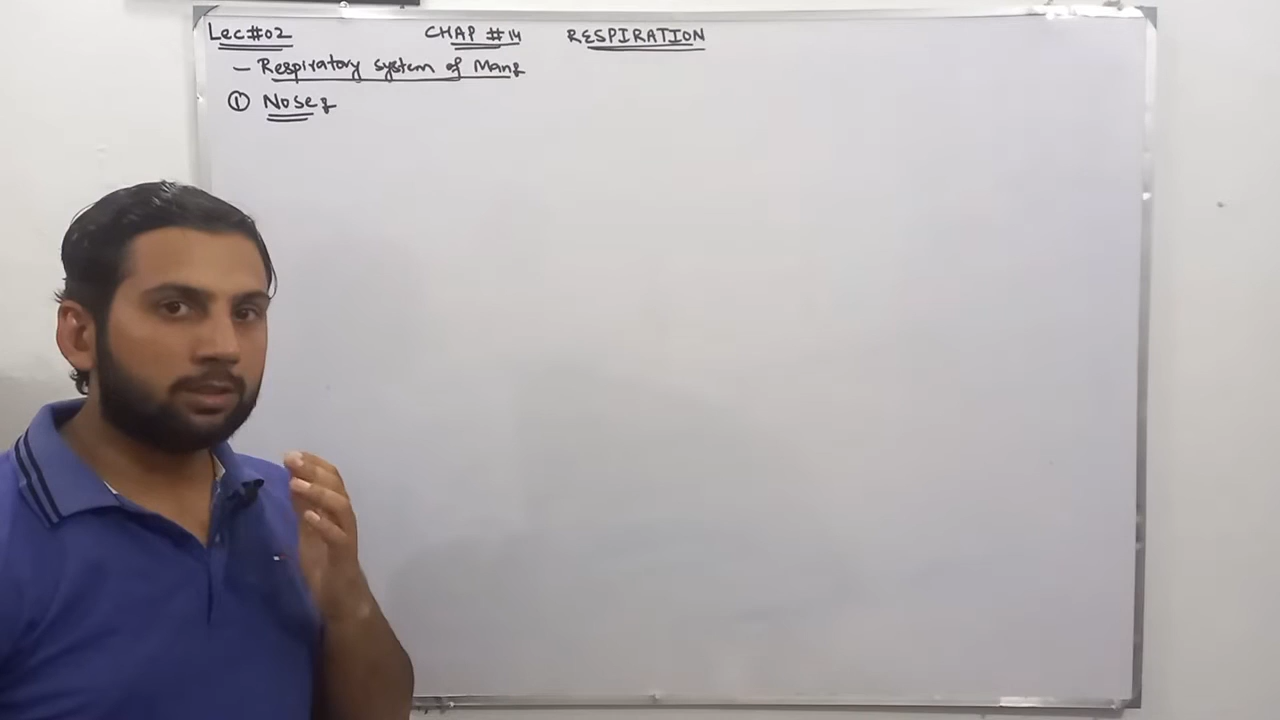 Lec#02 CHAP #14 RESPIRATION
- Respiratory system of Man:
① Nose: